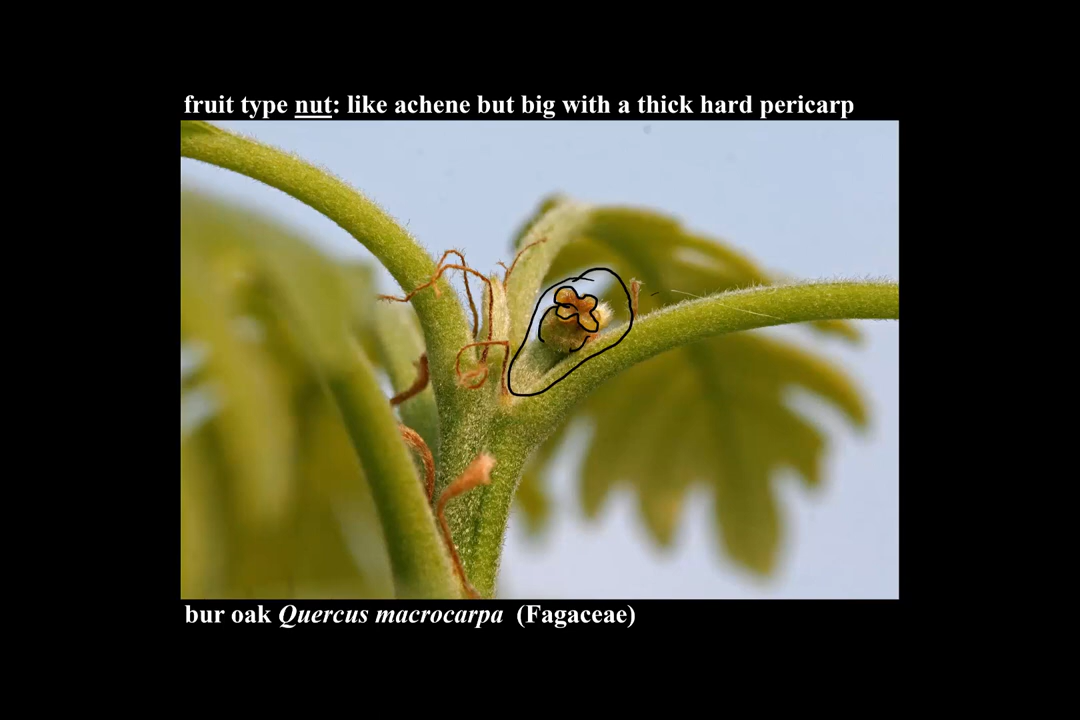 fruit type nut: like achene but big with a thick hard pericarp
bur oak Quercus macrocarpa (Fagaceae)